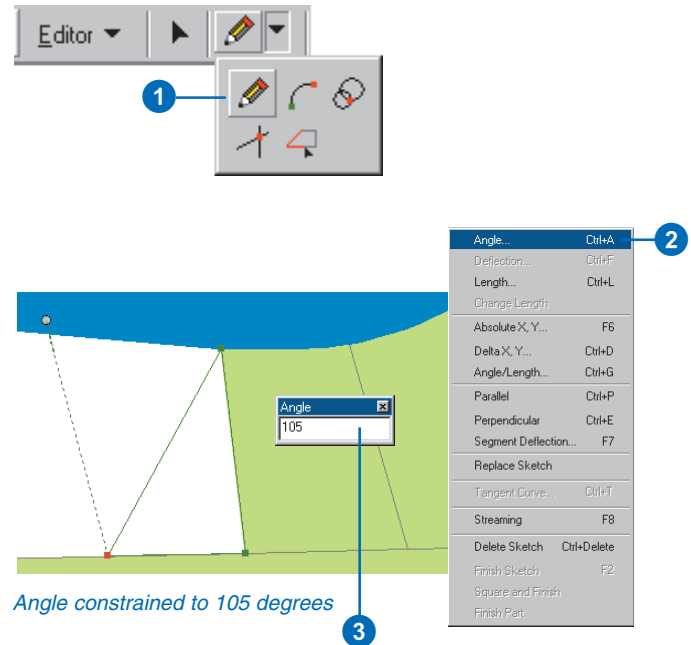 Editor
1
Angle... Ctrl+A
2
Deflection... Ctrl+F
Length... Ctrl+L
Change Length
Absolute X, Y... F6
Delta X, Y... Ctrl+D
Angle/Length... Ctrl+G
Parallel Ctrl+P
Perpendicular Ctrl+E
Segment Deflection... F7
Replace Sketch
Tangent Curve... Ctrl+T
Streaming F8
Delete Sketch Ctrl+Delete
Finish Sketch F2
Square and Finish
Finish Part
Angle
105
Angle constrained to 105 degrees
3